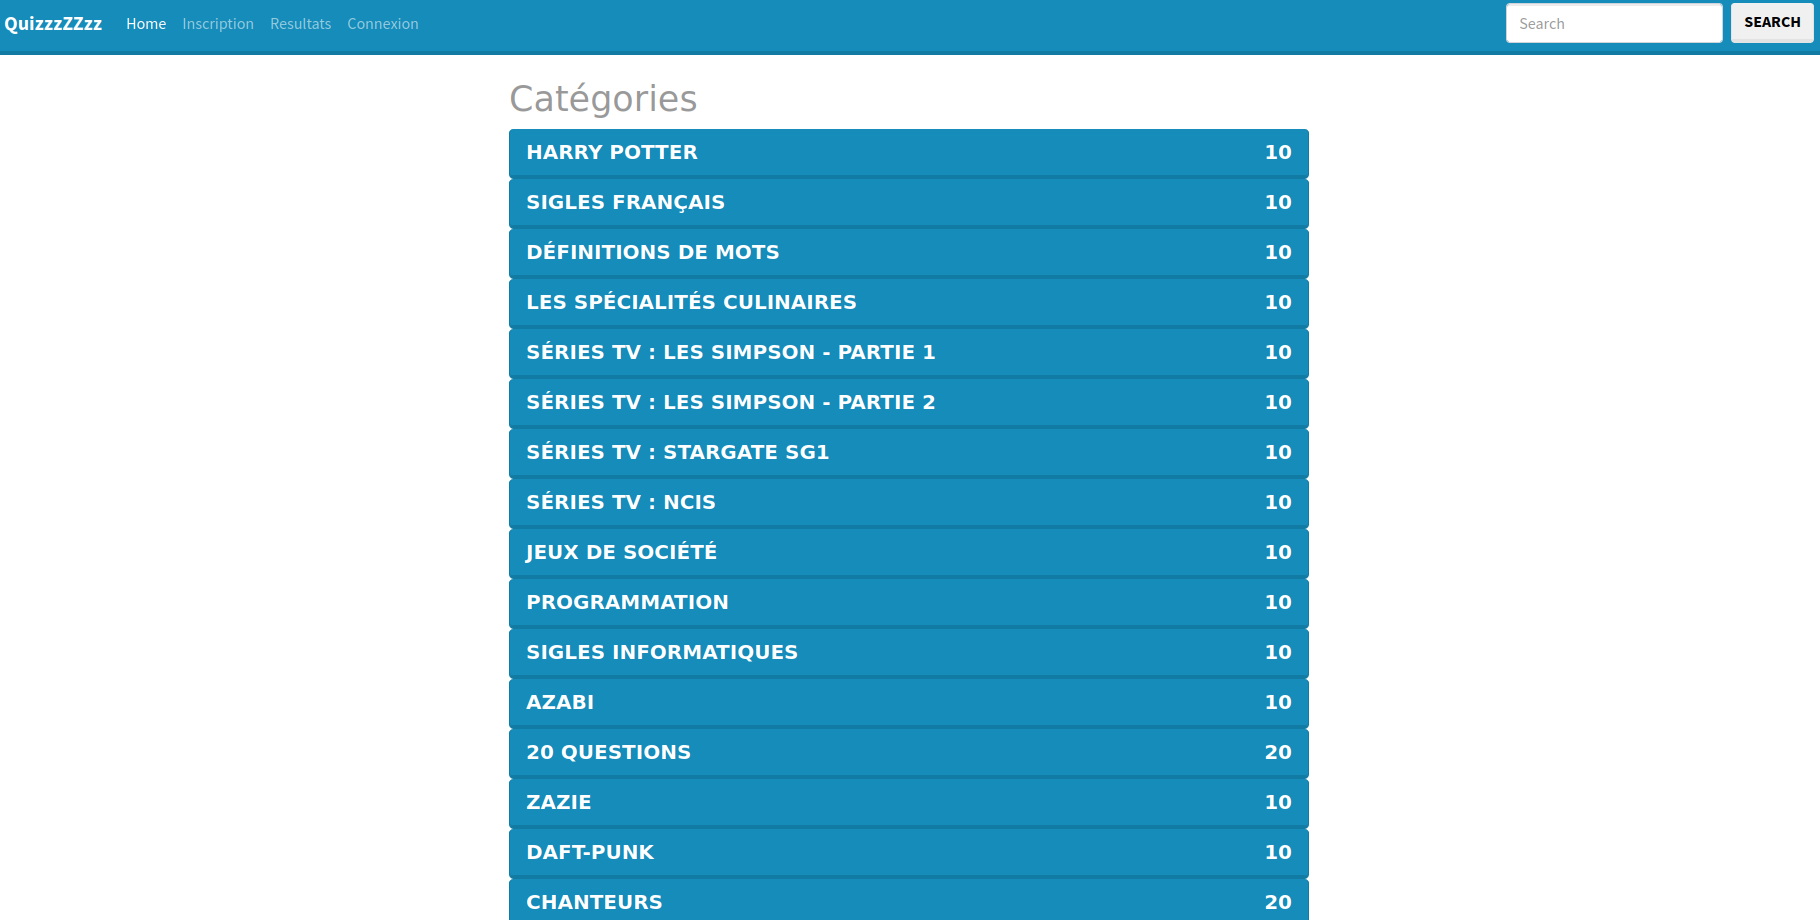 QuizzzZZzz Home Inscription Resultats Connexion Search SEARCH
Catégories
HARRY POTTER 10
SIGLES FRANÇAIS 10
DÉFINITIONS DE MOTS 10
LES SPÉCIALITÉS CULINAIRES 10
SÉRIES TV : LES SIMPSON - PARTIE 1 10
SÉRIES TV : LES SIMPSON - PARTIE 2 10
SÉRIES TV : STARGATE SG1 10
SÉRIES TV : NCIS 10
JEUX DE SOCIÉTÉ 10
PROGRAMMATION 10
SIGLES INFORMATIQUES 10
AZABI 10
20 QUESTIONS 20
ZAZIE 10
DAFT-PUNK 10
CHANTEURS 20